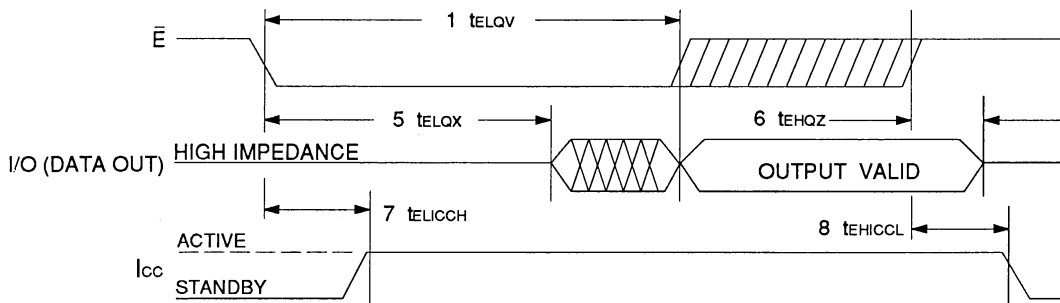 1 tELQV
Ē
5 tELQX
6 tEHQZ
I/O (DATA OUT)
HIGH IMPEDANCE
OUTPUT VALID
7 tELICCH
8 tEHICCL
ACTIVE
ICC
STANDBY